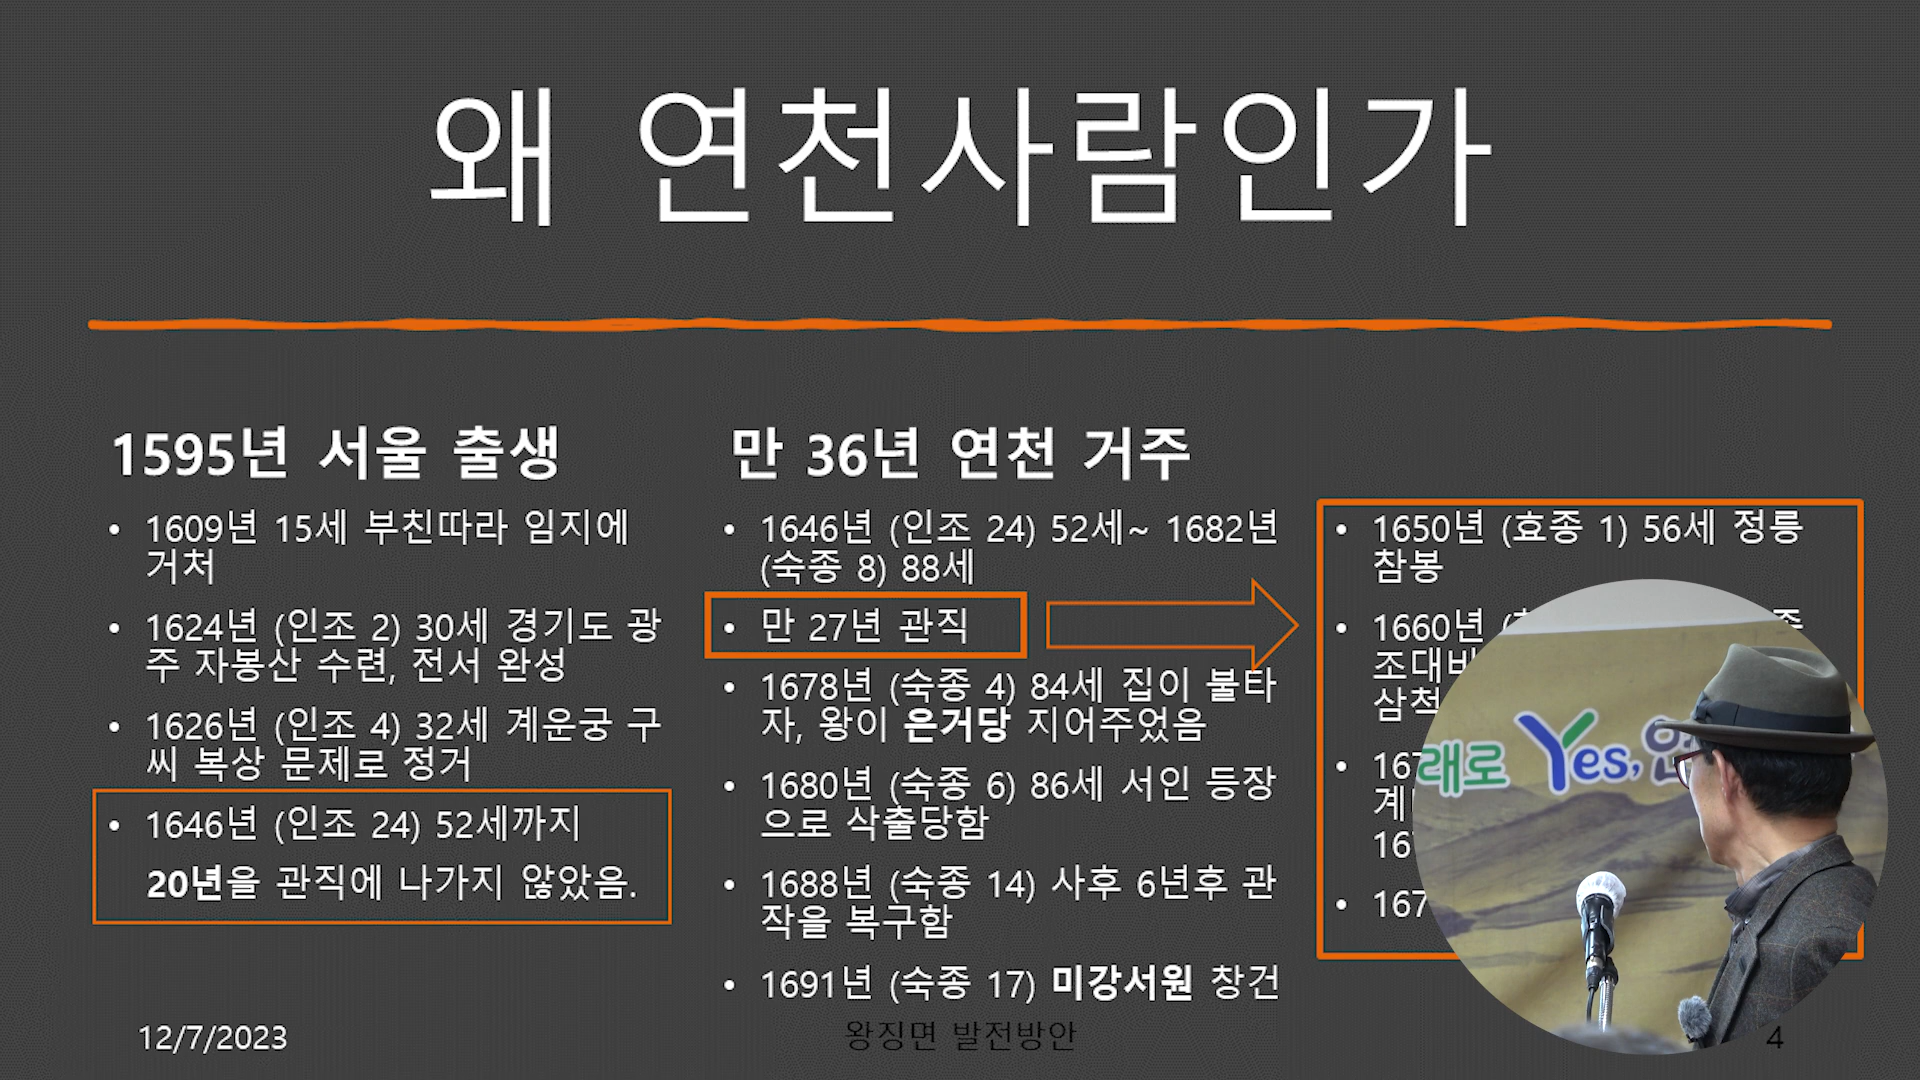 왜 연천사람인가
1595년 서울 출생
1609년 15세 부친따라 임지에
거처
1624년 (인조 2) 30세 경기도 광
주 자봉산 수련, 전서 완성
1626년 (인조 4) 32세 계운궁 구
씨 복상 문제로 정거
1646년 (인조 24) 52세까지
20년을 관직에 나가지 않았음.
만 36년 연천 거주
1646년 (인조 24) 52세~ 1682년
(숙종 8) 88세
만 27년 관직
1678년 (숙종 4) 84세 집이 불타
자, 왕이 은거당 지어주었음
1680년 (숙종 6) 86세 서인 등장
으로 삭출당함
1688년 (숙종 14) 사후 6년후 관
작을 복구함
1691년 (숙종 17) 미강서원 창건
1650년 (효종 1) 56세 정릉
참봉
1660년
조대비
삼척
래로 Yes, 연
12/7/2023
왕징면 발전방안
4